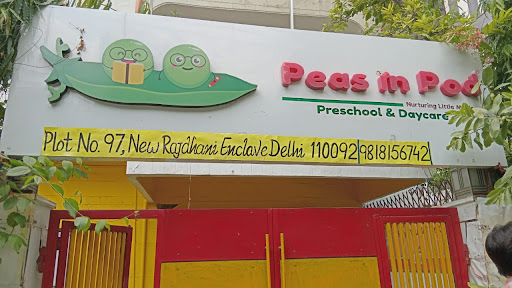 Peas in Pod
Nurturing Little
Preschool & Daycare
Plot No. 97, New Rajdhani Enclave Delhi 110092 9818156742